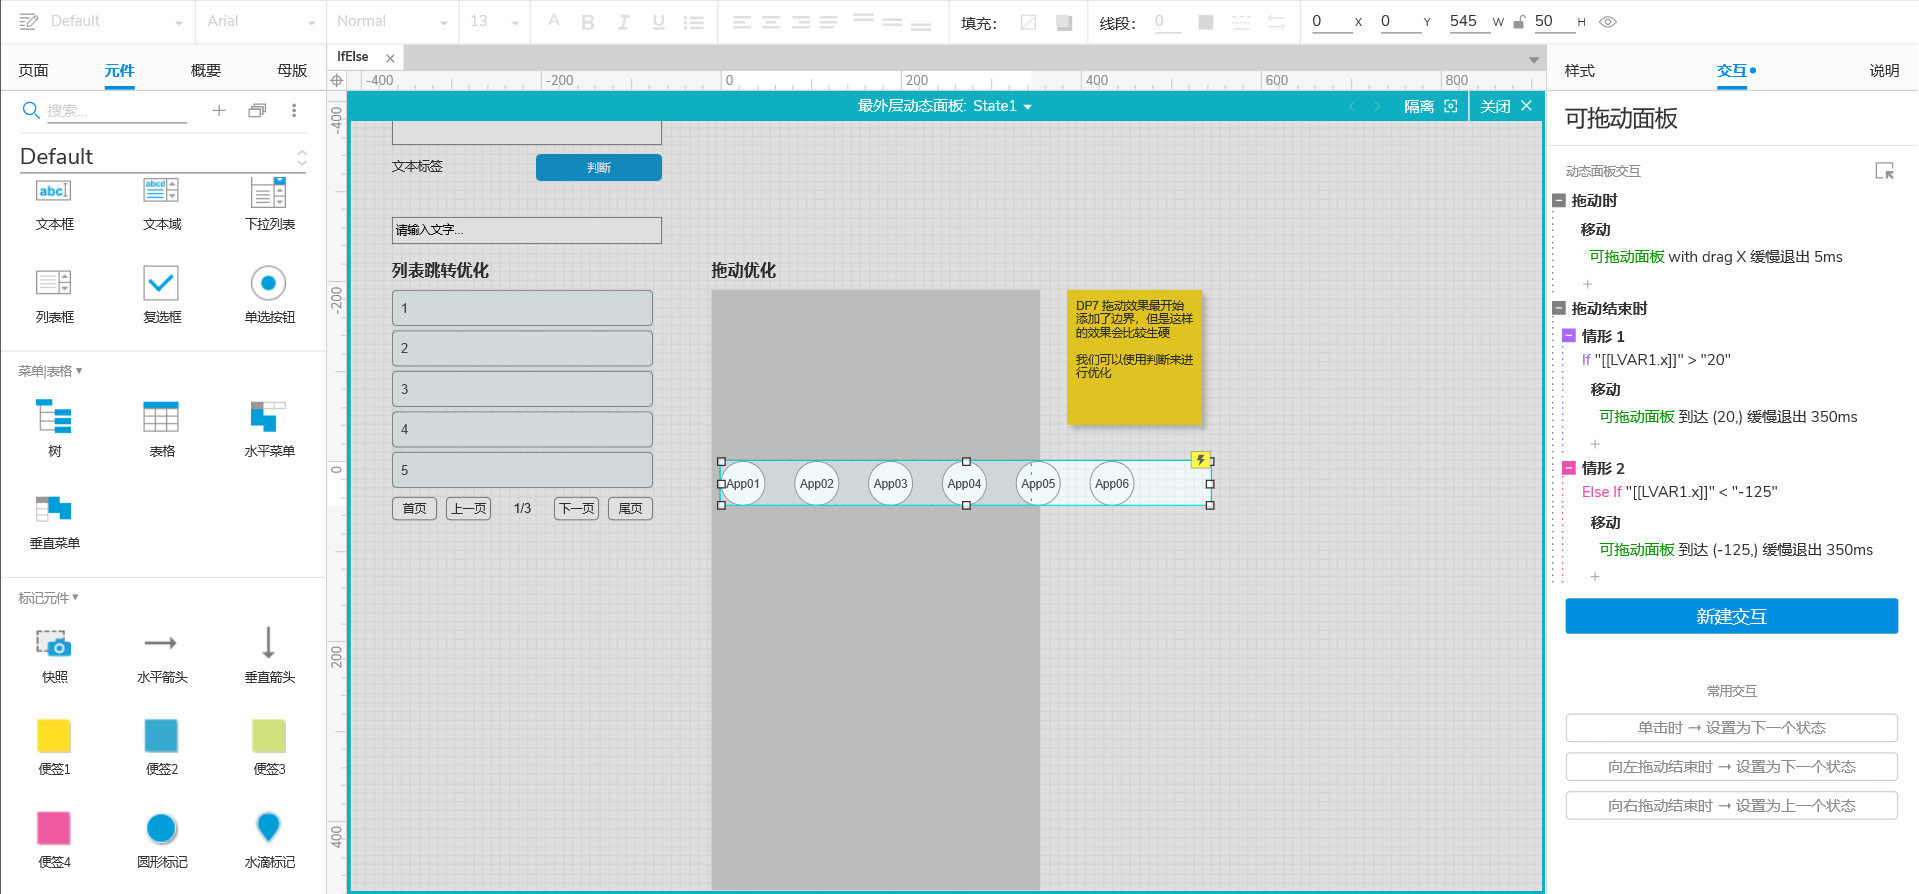 Default
Arial
Normal
13
A B I U
填充：
线段：
0
0 X 0 Y 545 W 50 H
页面 元件 概要 母版
IfElse
样式 交互 说明
搜索...
Default
文本框 文本域 下拉列表
列表框 复选框 单选按钮
菜单|表格
树 表格 水平菜单
垂直菜单
标记元件
快照 水平箭头 垂直箭头
便签1 便签2 便签3
便签4 圆形标记 水滴标记
-400 -200 0 200 400 600 800
-400
-200
0
200
400
最外层动态面板: State1
隔离
关闭
文本标签
判断
请输入文字...
列表跳转优化
1
2
3
4
5
首页 上一页 1/3 下一页 尾页
拖动优化
DP7 拖动效果最开始
添加了边界，但是这样
的效果会比较生硬
我们可以使用判断来进
行优化
App01 App02 App03 App04 App05 App06
可拖动面板
动态面板交互
拖动时
移动
可拖动面板 with drag X 缓慢退出 5ms
拖动结束时
情形 1
If "[[LVAR1.x]]" > "20"
移动
可拖动面板 到达 (20,) 缓慢退出 350ms
情形 2
Else If "[[LVAR1.x]]" < "-125"
移动
可拖动面板 到达 (-125,) 缓慢退出 350ms
新建交互
常用交互
单击时 → 设置为下一个状态
向左拖动结束时 → 设置为下一个状态
向右拖动结束时 → 设置为上一个状态